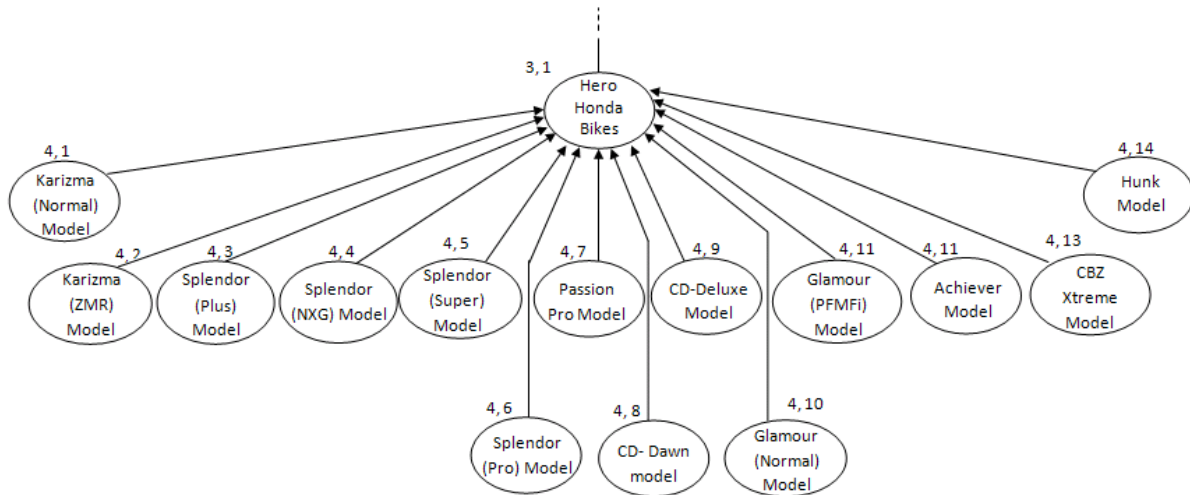 3, 1
Hero
Honda
Bikes
4, 1
Karizma
(Normal)
Model
4, 14
Hunk
Model
4, 2
Karizma
(ZMR)
Model
4, 3
Splendor
(Plus)
Model
4, 4
Splendor
(NXG) Model
4, 5
Splendor
(Super)
Model
4, 7
Passion
Pro Model
4, 9
CD-Deluxe
Model
4, 11
Glamour
(PFMFi)
Model
4, 11
Achiever
Model
4, 13
CBZ
Xtreme
Model
4, 6
Splendor
(Pro) Model
4, 8
CD- Dawn
model
4, 10
Glamour
(Normal)
Model